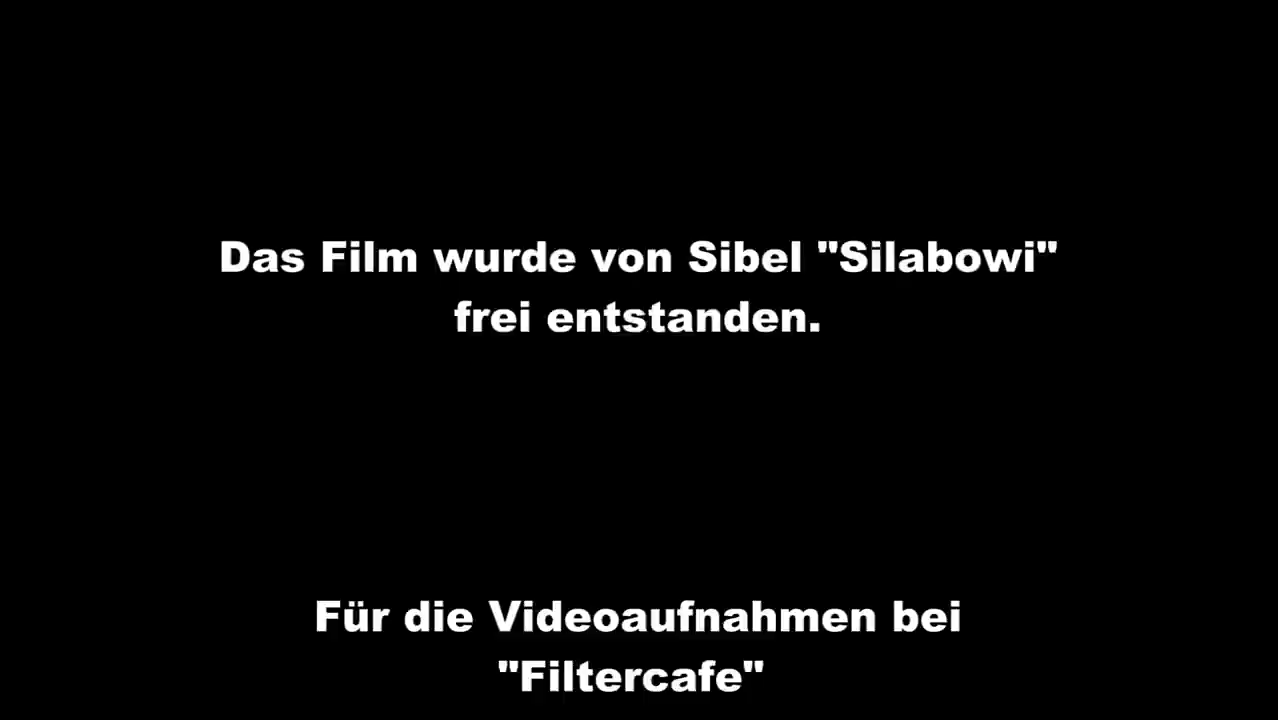 Das Film wurde von Sibel "Silabowi"
frei entstanden.
Für die Videoaufnahmen bei
"Filtercafe"